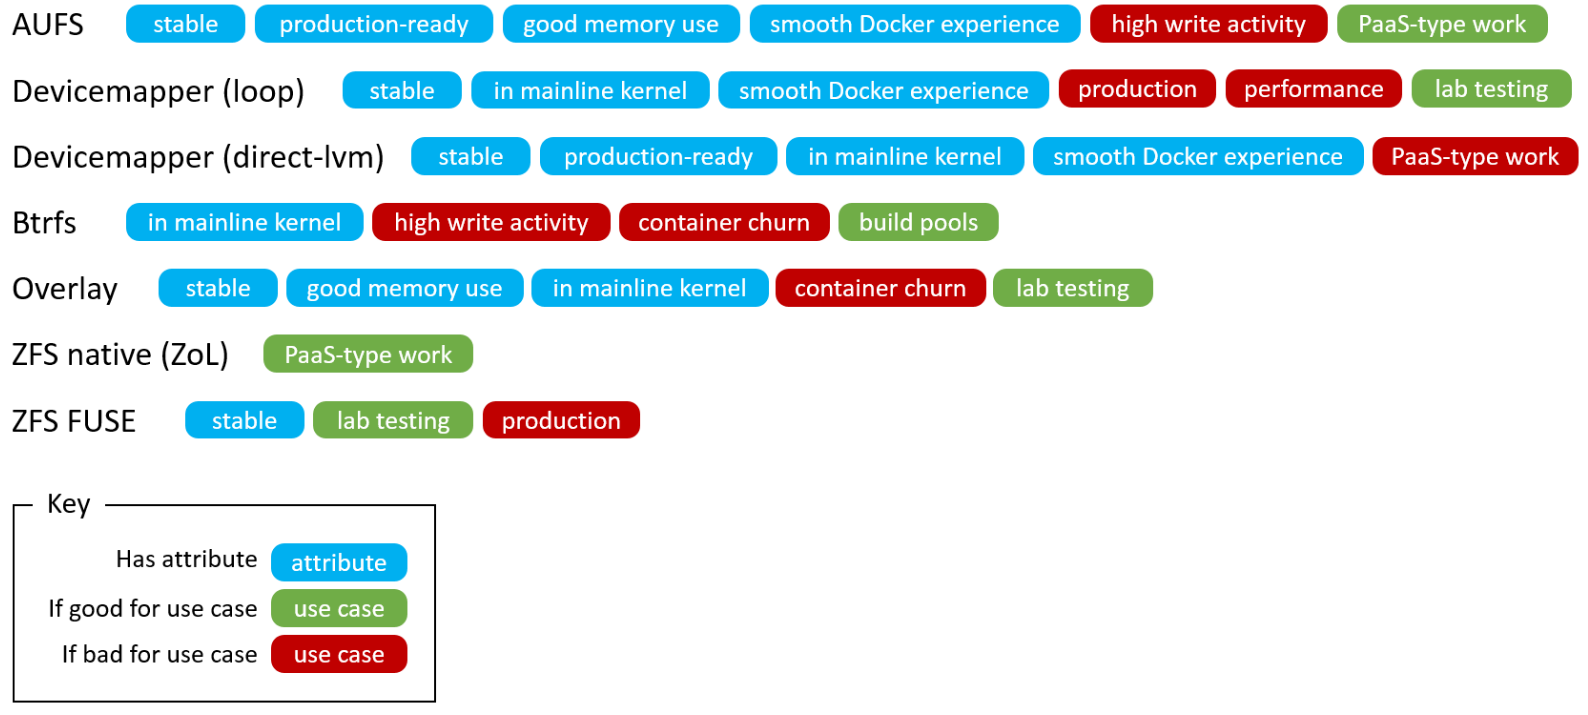 AUFS stable production-ready good memory use smooth Docker experience high write activity PaaS-type work
Devicemapper (loop) stable in mainline kernel smooth Docker experience production performance lab testing
Devicemapper (direct-lvm) stable production-ready in mainline kernel smooth Docker experience PaaS-type work
Btrfs in mainline kernel high write activity container churn build pools
Overlay stable good memory use in mainline kernel container churn lab testing
ZFS native (ZoL) PaaS-type work
ZFS FUSE stable lab testing production
Key
Has attribute attribute
If good for use case use case
If bad for use case use case